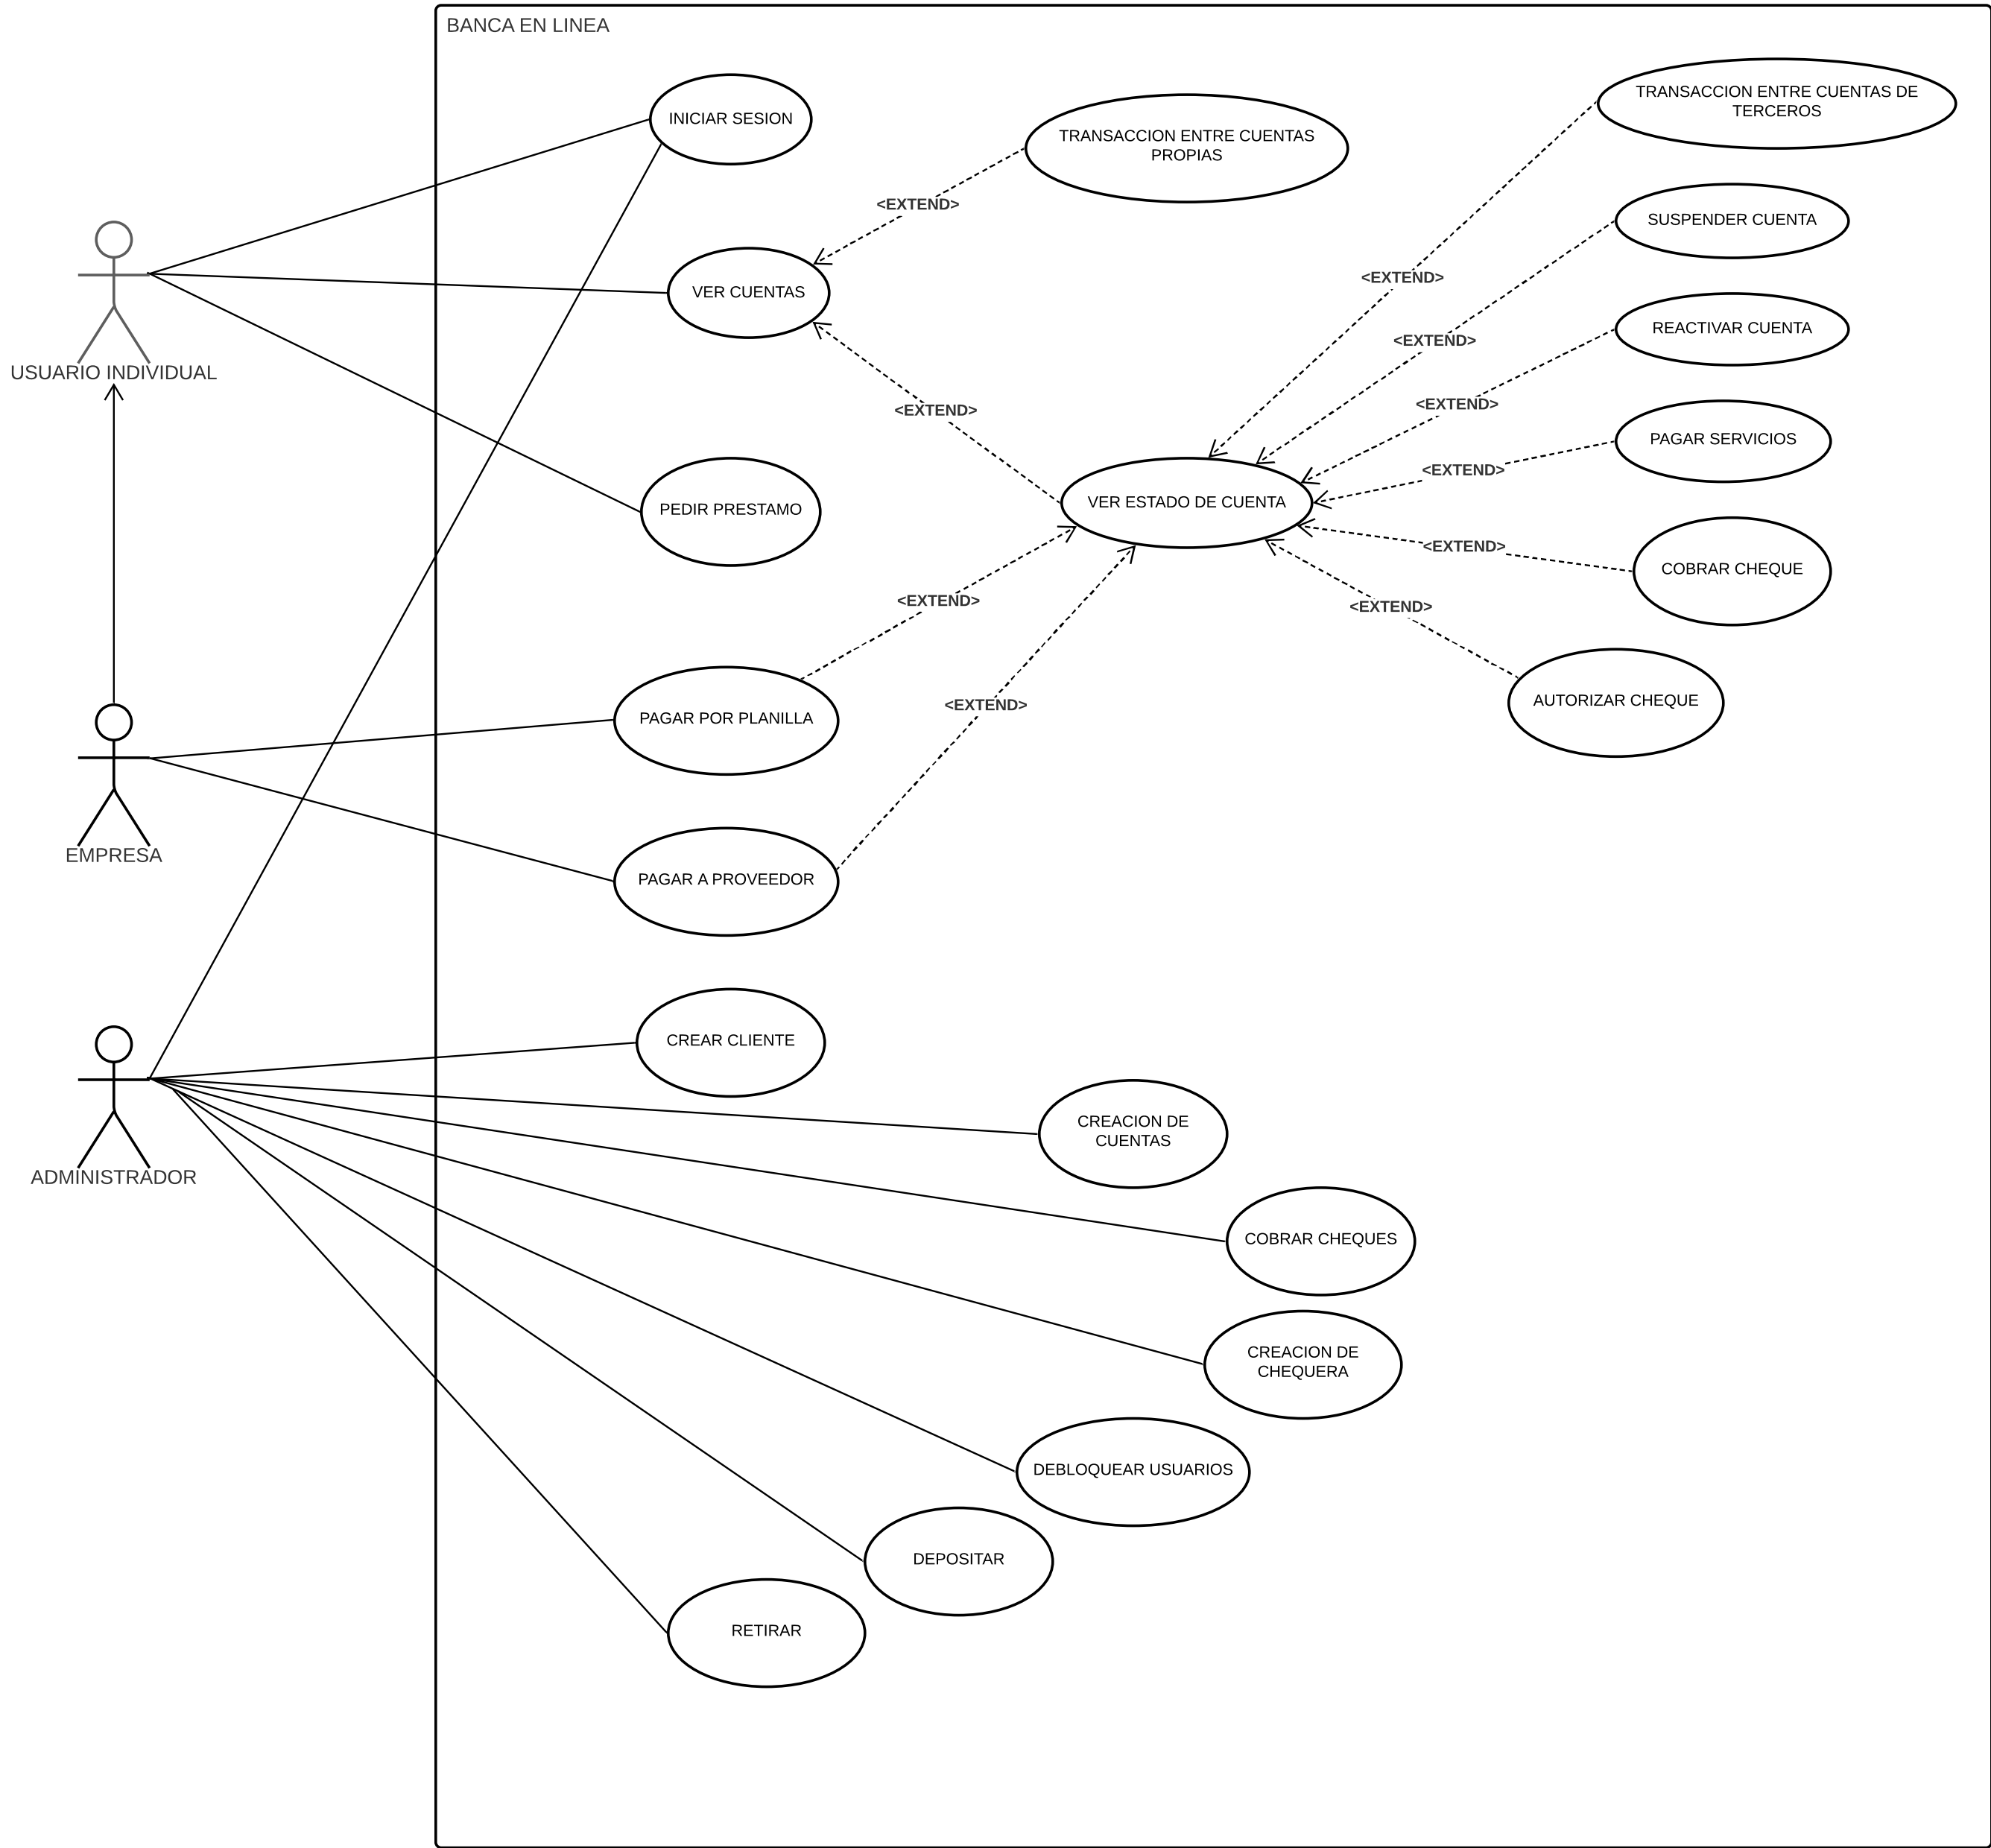 BANCA EN LINEA
INICIAR SESION
TRANSACCION ENTRE CUENTAS
PROPIAS
TRANSACCION ENTRE CUENTAS DE
TERCEROS
<EXTEND>
SUSPENDER CUENTA
<EXTEND>
VER CUENTAS
REACTIVAR CUENTA
<EXTEND>
USUARIO INDIVIDUAL
<EXTEND>
<EXTEND>
PAGAR SERVICIOS
<EXTEND>
PEDIR PRESTAMO
VER ESTADO DE CUENTA
<EXTEND>
COBRAR CHEQUE
<EXTEND>
<EXTEND>
AUTORIZAR CHEQUE
<EXTEND>
PAGAR POR PLANILLA
EMPRESA
PAGAR A PROVEEDOR
CREAR CLIENTE
CREACION DE
CUENTAS
ADMINISTRADOR
COBRAR CHEQUES
CREACION DE
CHEQUERA
DEBLOQUEAR USUARIOS
DEPOSITAR
RETIRAR